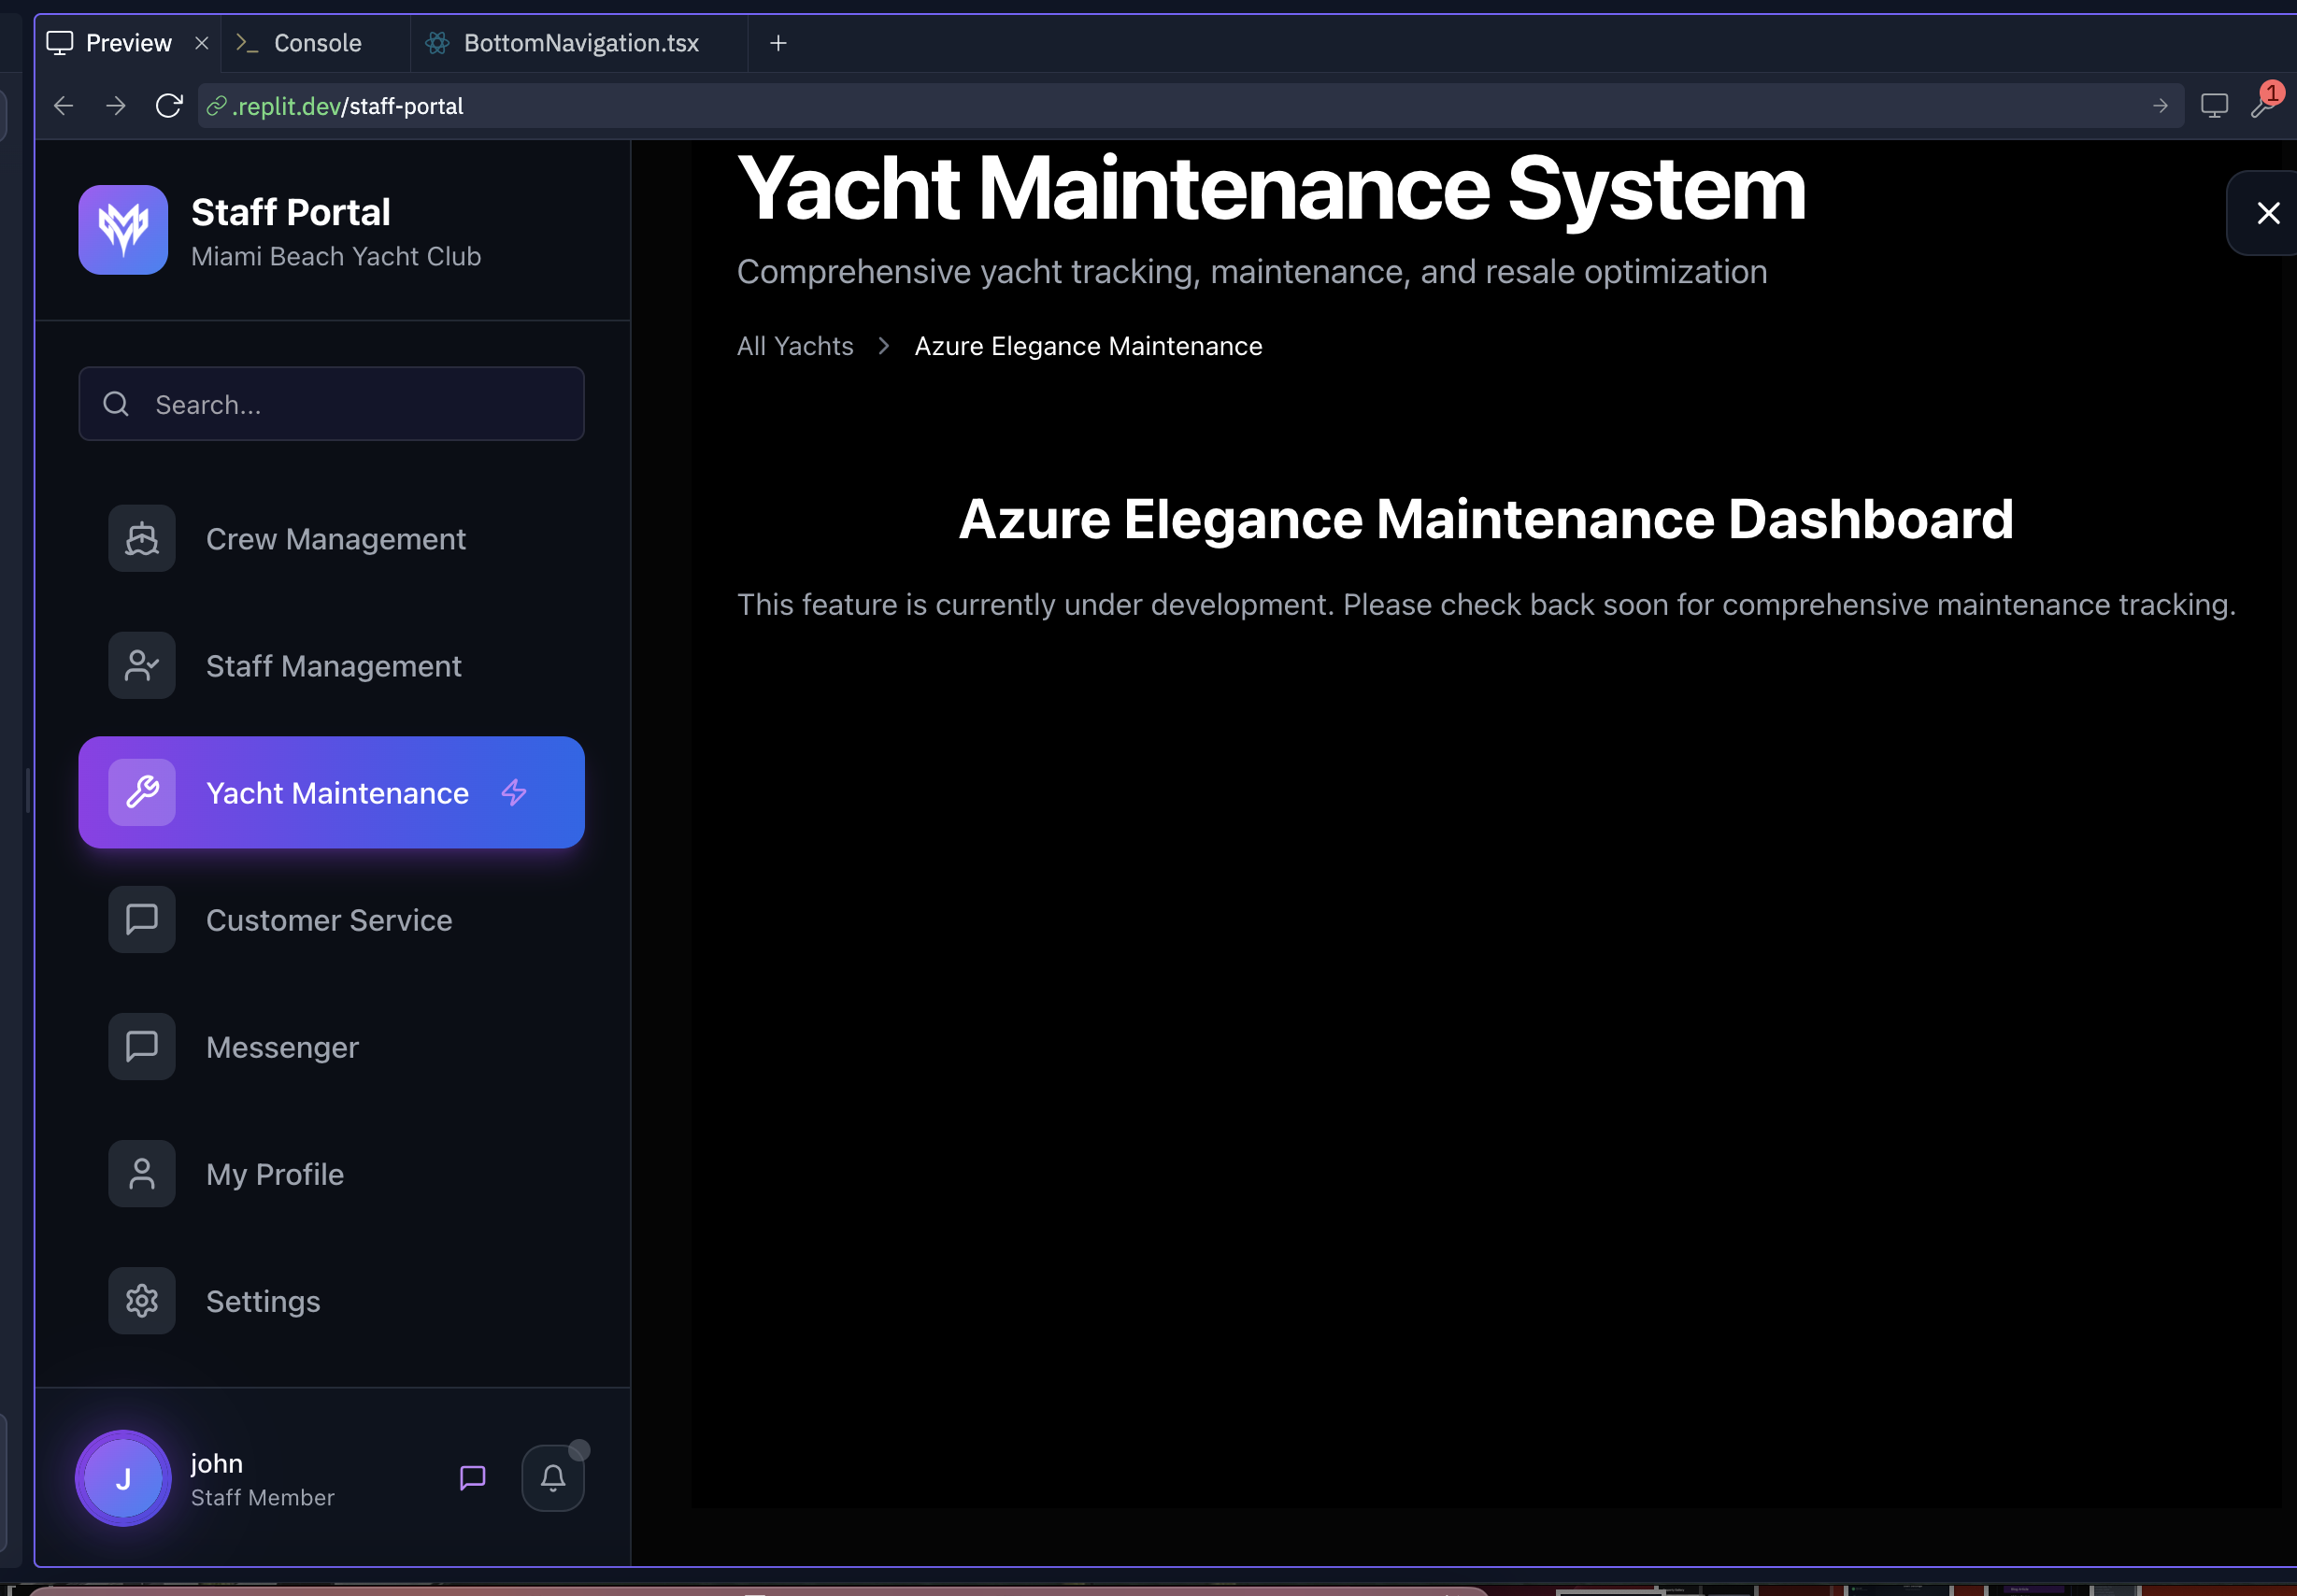 Preview
Console
BottomNavigation.tsx
.replit.dev/staff-portal
1
Staff Portal
Miami Beach Yacht Club
Search...
Crew Management
Staff Management
Yacht Maintenance
Customer Service
Messenger
My Profile
Settings
J
john
Staff Member
Yacht Maintenance System
Comprehensive yacht tracking, maintenance, and resale optimization
All Yachts > Azure Elegance Maintenance
Azure Elegance Maintenance Dashboard
This feature is currently under development. Please check back soon for comprehensive maintenance tracking.